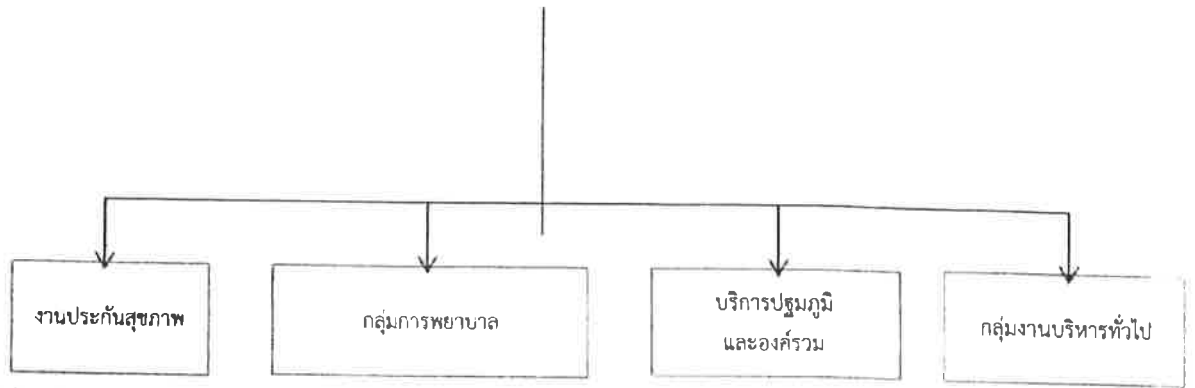 งานประกันสุขภาพ
กลุ่มการพยาบาล
บริการปฐมภูมิ
และองค์รวม
กลุ่มงานบริหารทั่วไป